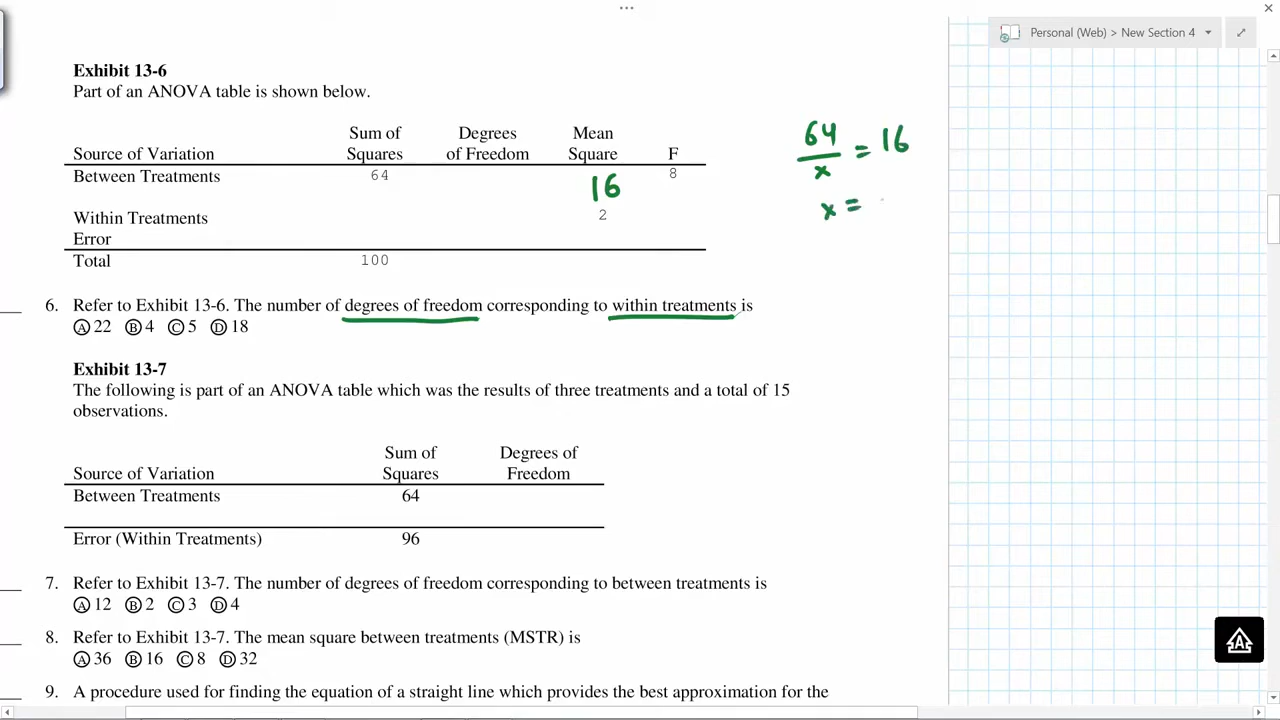 Personal (Web) > New Section 4
Exhibit 13-6
Part of an ANOVA table is shown below.
Sum of Degrees Mean
Source of Variation Squares of Freedom Square F
Between Treatments 64 16 8
Within Treatments 2
Error
Total 100
64/x = 16
x =
6. Refer to Exhibit 13-6. The number of degrees of freedom corresponding to within treatments is
Ⓐ 22 Ⓑ 4 Ⓒ 5 Ⓓ 18
Exhibit 13-7
The following is part of an ANOVA table which was the results of three treatments and a total of 15
observations.
Sum of Degrees of
Source of Variation Squares Freedom
Between Treatments 64
Error (Within Treatments) 96
7. Refer to Exhibit 13-7. The number of degrees of freedom corresponding to between treatments is
Ⓐ 12 Ⓑ 2 Ⓒ 3 Ⓓ 4
8. Refer to Exhibit 13-7. The mean square between treatments (MSTR) is
Ⓐ 36 Ⓑ 16 Ⓒ 8 Ⓓ 32
9. A procedure used for finding the equation of a straight line which provides the best approximation for the
A